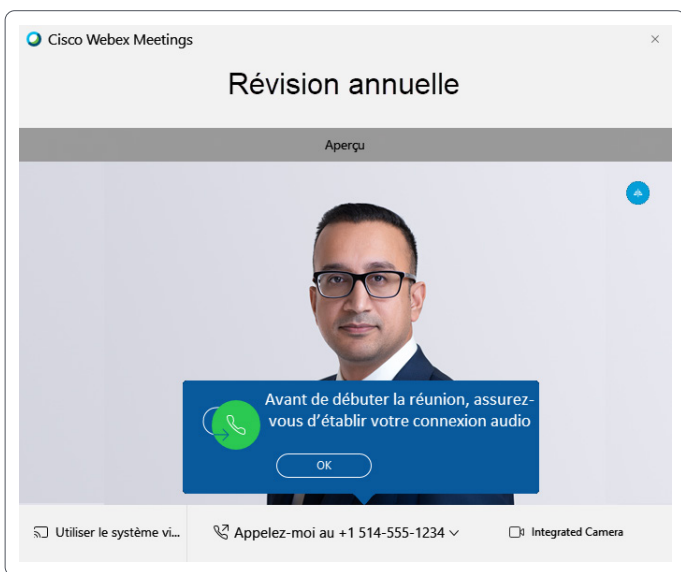 Cisco Webex Meetings
Révision annuelle
Aperçu
Avant de débuter la réunion, assurez-
vous d'établir votre connexion audio
OK
Utiliser le système vi...
Appelez-moi au +1 514-555-1234
Integrated Camera